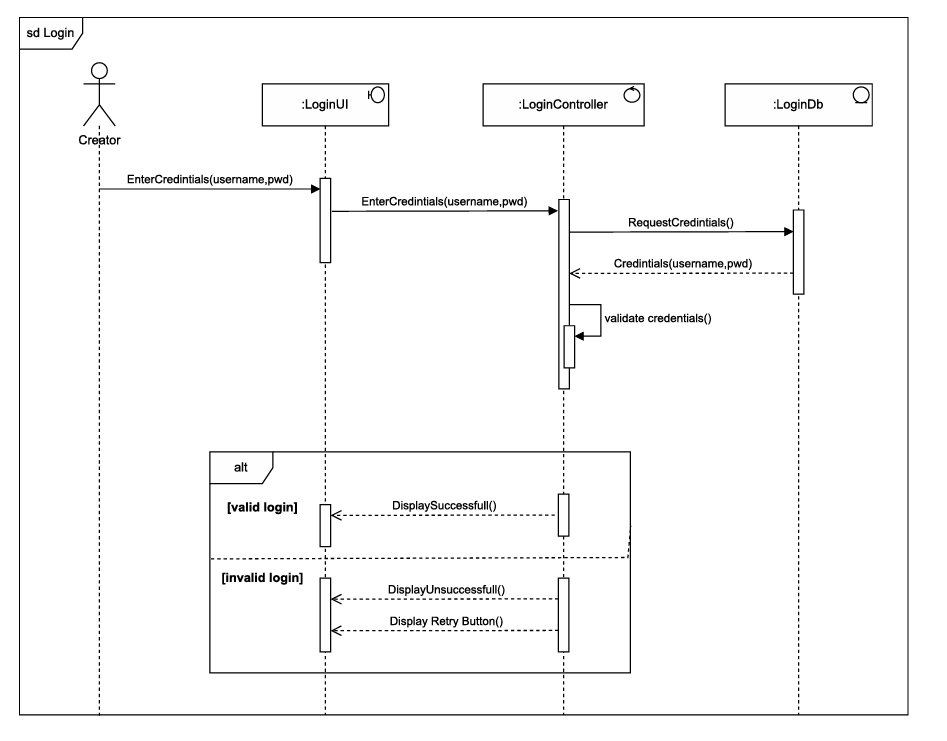 sd Login
:LoginUI
:LoginController
:LoginDb
Creator
EnterCredintials(username,pwd)
EnterCredintials(username,pwd)
RequestCredintials()
Credintials(username,pwd)
validate credentials()
alt
[valid login]
DisplaySuccessfull()
[invalid login]
DisplayUnsuccessfull()
Display Retry Button()